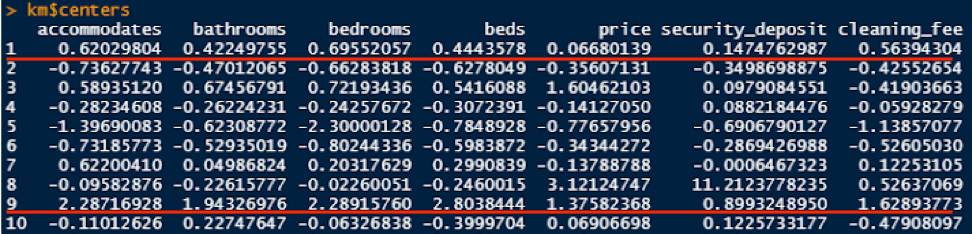 > km$centers
accommodates bathrooms bedrooms beds price security_deposit cleaning_fee
1 0.62029804 0.42249755 0.69552057 0.4443578 0.06680139 0.1474762987 0.56394304
2 -0.73627743 -0.47012065 -0.66283818 -0.6278049 -0.35607131 -0.3498698875 -0.42552654
3 0.58935120 0.67456791 0.72193436 0.5416088 1.60462103 0.0979084551 -0.41903663
4 -0.28234608 -0.26224231 -0.24257672 -0.3072391 -0.14127050 0.0882184476 -0.05928279
5 -1.39690083 -0.62308772 -2.30000128 -0.7848928 -0.77657956 -0.6906790127 -1.13857077
6 -0.73185773 -0.52935019 -0.80244336 -0.5983872 -0.34344272 -0.2869426988 -0.52605030
7 0.62200410 0.04986824 0.20317629 0.2990839 -0.13788788 -0.0006467323 0.12253105
8 -0.09582876 -0.22615777 -0.02260051 -0.2460015 3.12124747 11.2123778235 0.52637069
9 2.28716928 1.94326976 2.28915760 2.8038444 1.37582368 0.8993248950 1.62893773
10 -0.11012626 0.22747647 -0.06326838 -0.3999704 0.06906698 0.1225733177 -0.47908097